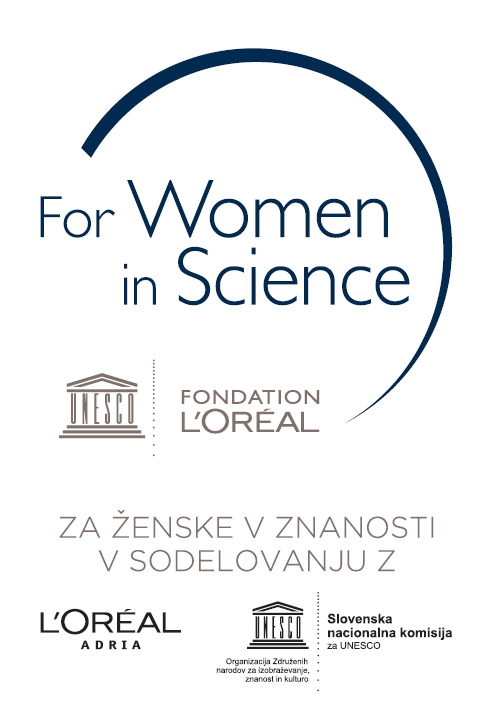 For Women
in Science
UNESCO
FONDATION
L'ORÉAL
ZA ŽENSKE V ZNANOSTI
V SODELOVANJU Z
L'ORÉAL
ADRIA
UNESCO
Organizacija Združenih
narodov za izobraževanje,
znanost in kulturo
Slovenska
nacionalna komisija
za UNESCO